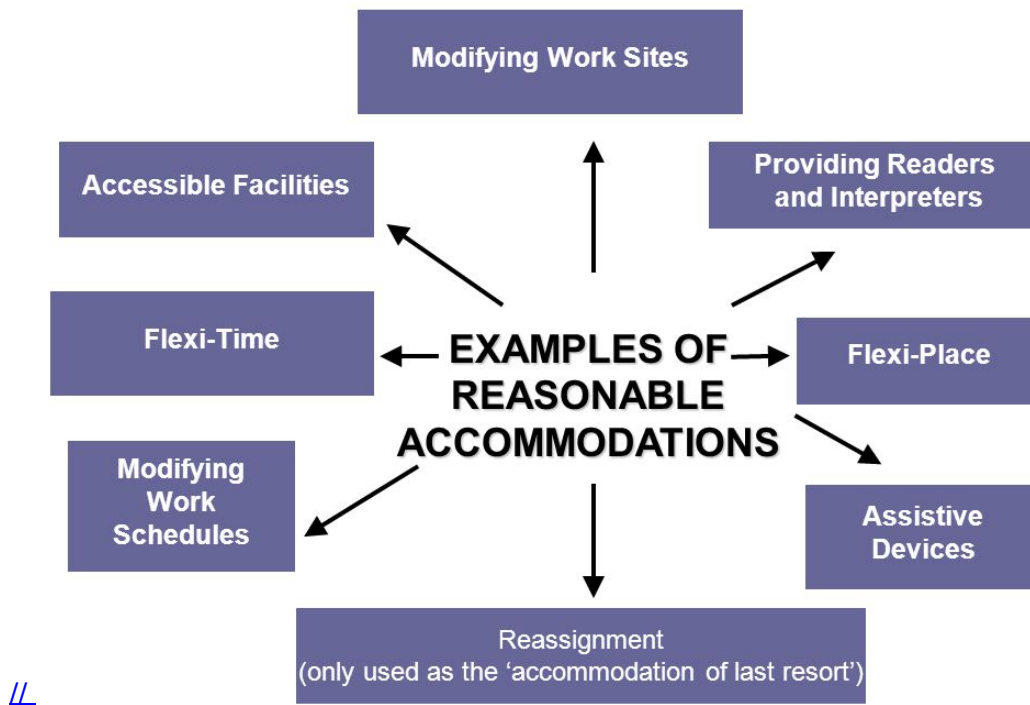 Modifying Work Sites
Accessible Facilities
Providing Readers
and Interpreters
Flexi-Time
EXAMPLES OF
REASONABLE
ACCOMMODATIONS
Flexi-Place
Modifying
Work
Schedules
Assistive
Devices
Reassignment
(only used as the ‘accommodation of last resort’)
//